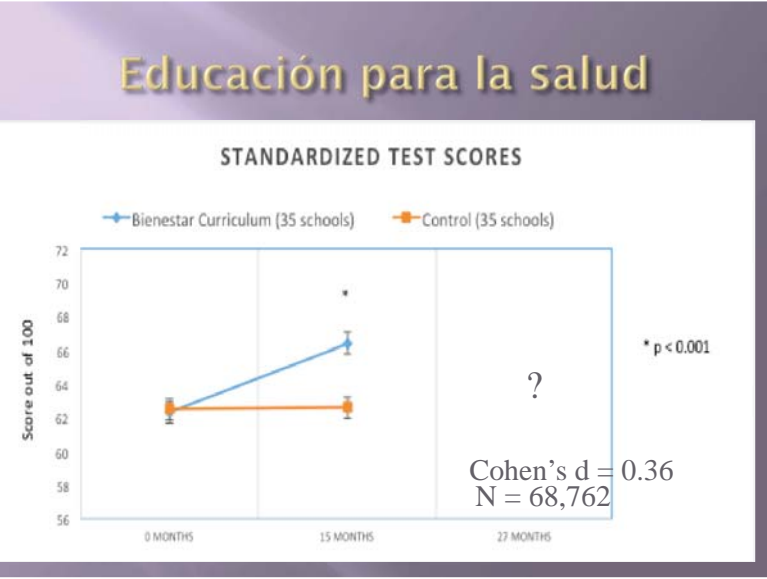 Educación para la salud
STANDARDIZED TEST SCORES
Bienestar Curriculum (35 schools) Control (35 schools)
72
70
68
66
64
62
60
58
56
Score out of 100
*
* p < 0.001
?
Cohen's d = 0.36
N = 68,762
0 MONTHS 15 MONTHS 27 MONTHS